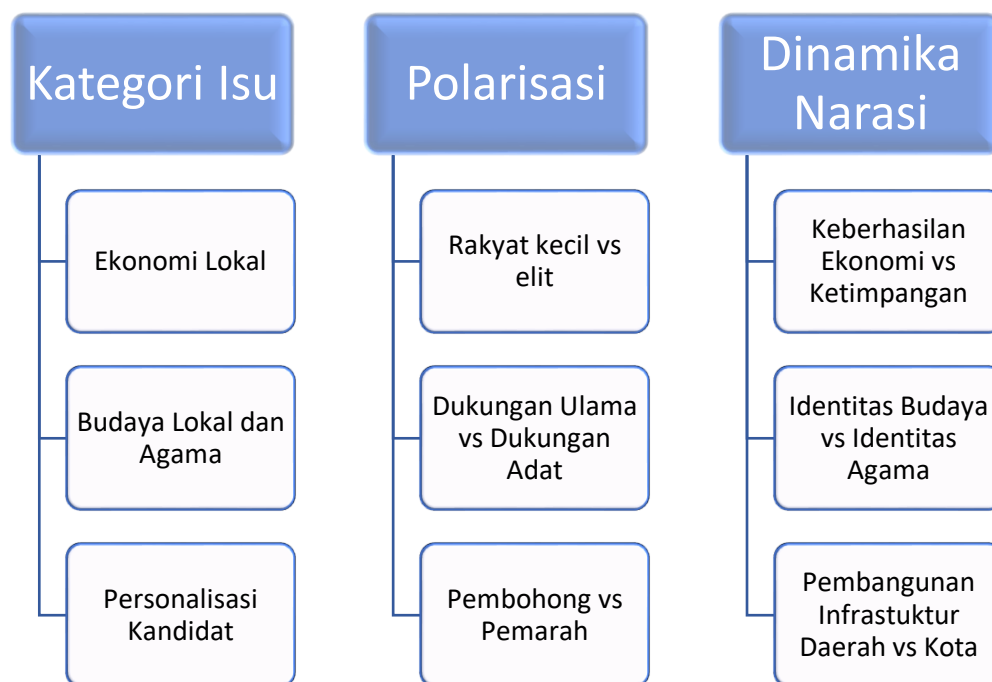 Kategori Isu
Ekonomi Lokal
Budaya Lokal dan
Agama
Personalisasi
Kandidat
Polarisasi
Rakyat kecil vs
elit
Dukungan Ulama
vs Dukungan
Adat
Pembohong vs
Pemarah
Dinamika
Narasi
Keberhasilan
Ekonomi vs
Ketimpangan
Identitas Budaya
vs Identitas
Agama
Pembangunan
Infrastuktur
Daerah vs Kota